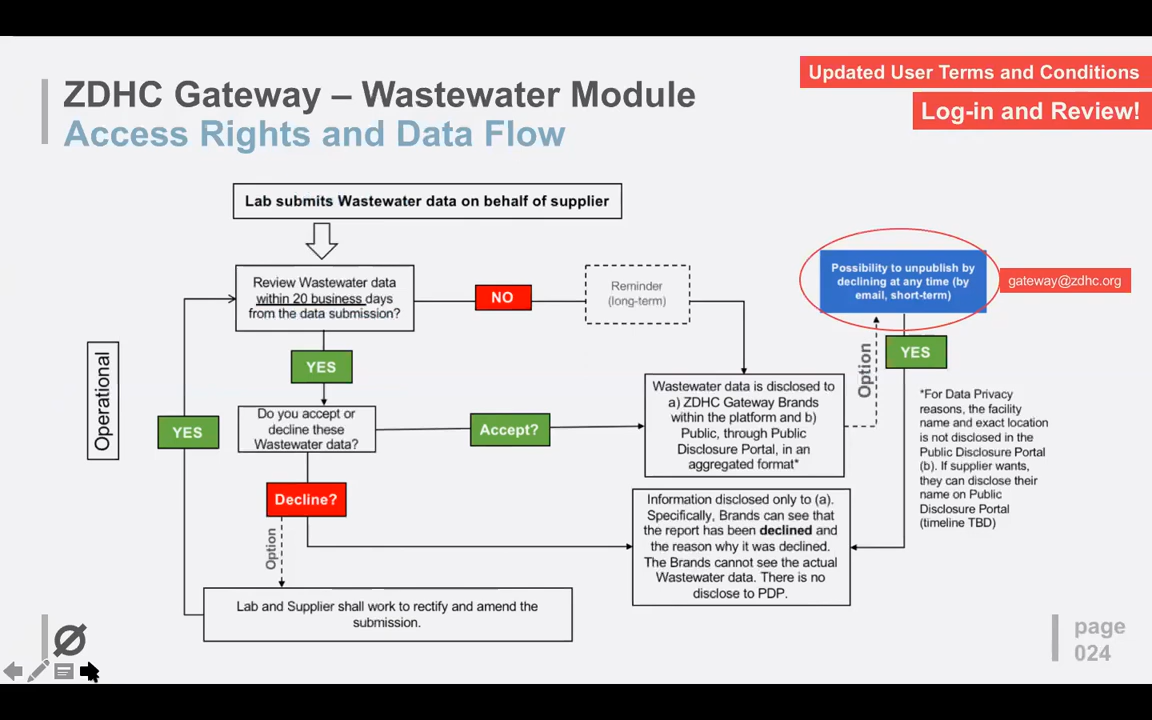 ZDHC Gateway – Wastewater Module
Access Rights and Data Flow
Updated User Terms and Conditions
Log-in and Review!
Lab submits Wastewater data on behalf of supplier
Review Wastewater data
within 20 business days
from the data submission?
NO
Reminder
(long-term)
Possibility to unpublish by
declining at any time (by
email, short-term)
gateway@zdhc.org
YES
YES
Option
Operational
YES
Do you accept or
decline these
Wastewater data?
Accept?
Wastewater data is disclosed to
a) ZDHC Gateway Brands
within the platform and b)
Public, through Public
Disclosure Portal, in an
aggregated format*
*For Data Privacy
reasons, the facility
name and exact location
is not disclosed in the
Public Disclosure Portal
(b). If supplier wants,
they can disclose their
name on Public
Disclosure Portal
(timeline TBD)
Decline?
Option
Information disclosed only to (a).
Specifically, Brands can see that
the report has been declined and
the reason why it was declined.
The Brands cannot see the actual
Wastewater data. There is no
disclose to PDP.
Lab and Supplier shall work to rectify and amend the
submission.
page
024